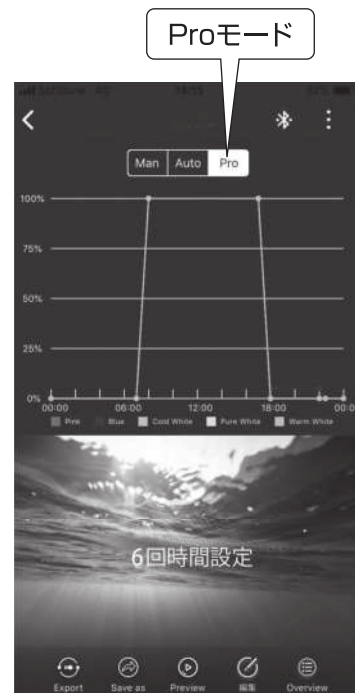 Proモード
Man Auto Pro
100%
75%
50%
25%
0%
00:00 06:00 12:00 18:00 00:0
Pink Blue Cold White Pure White Warm White
6回時間設定
Export Save as Preview 編集 Overview